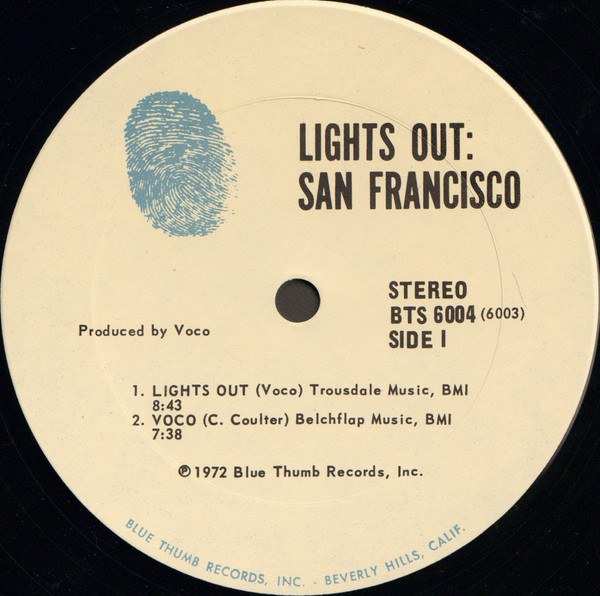 LIGHTS OUT:
SAN FRANCISCO
STEREO
BTS 6004 (6003)
SIDE I
Produced by Voco
1. LIGHTS OUT (Voco) Trousdale Music, BMI
8:43
2. VOCO (C. Coulter) Belchflap Music, BMI
7:38
Ⓟ1972 Blue Thumb Records, Inc.
BLUE THUMB RECORDS, INC. - BEVERLY HILLS, CALIF.